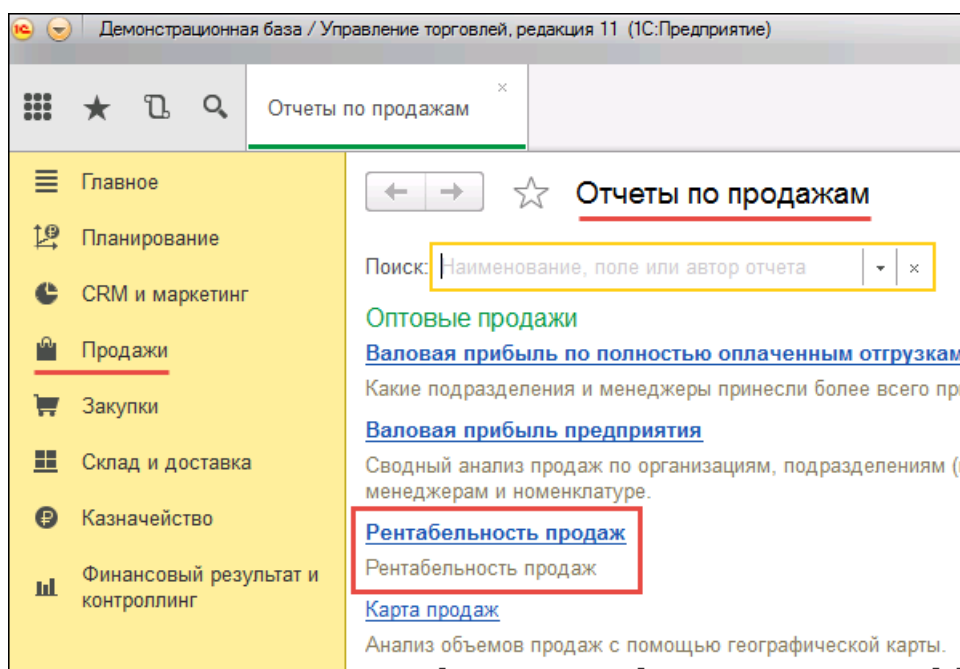 Демонстрационная база / Управление торговлей, редакция 11 (1С:Предприятие)
Отчеты по продажам
Главное
Планирование
CRM и маркетинг
Продажи
Закупки
Склад и доставка
Казначейство
Финансовый результат и
контроллинг
Отчеты по продажам
Поиск: Наименование, поле или автор отчета
Оптовые продажи
Валовая прибыль по полностью оплаченным отгрузкам
Какие подразделения и менеджеры принесли более всего
Валовая прибыль предприятия
Сводный анализ продаж по организациям, подразделениям
менеджерам и номенклатуре.
Рентабельность продаж
Рентабельность продаж
Карта продаж
Анализ объемов продаж с помощью географической карты.